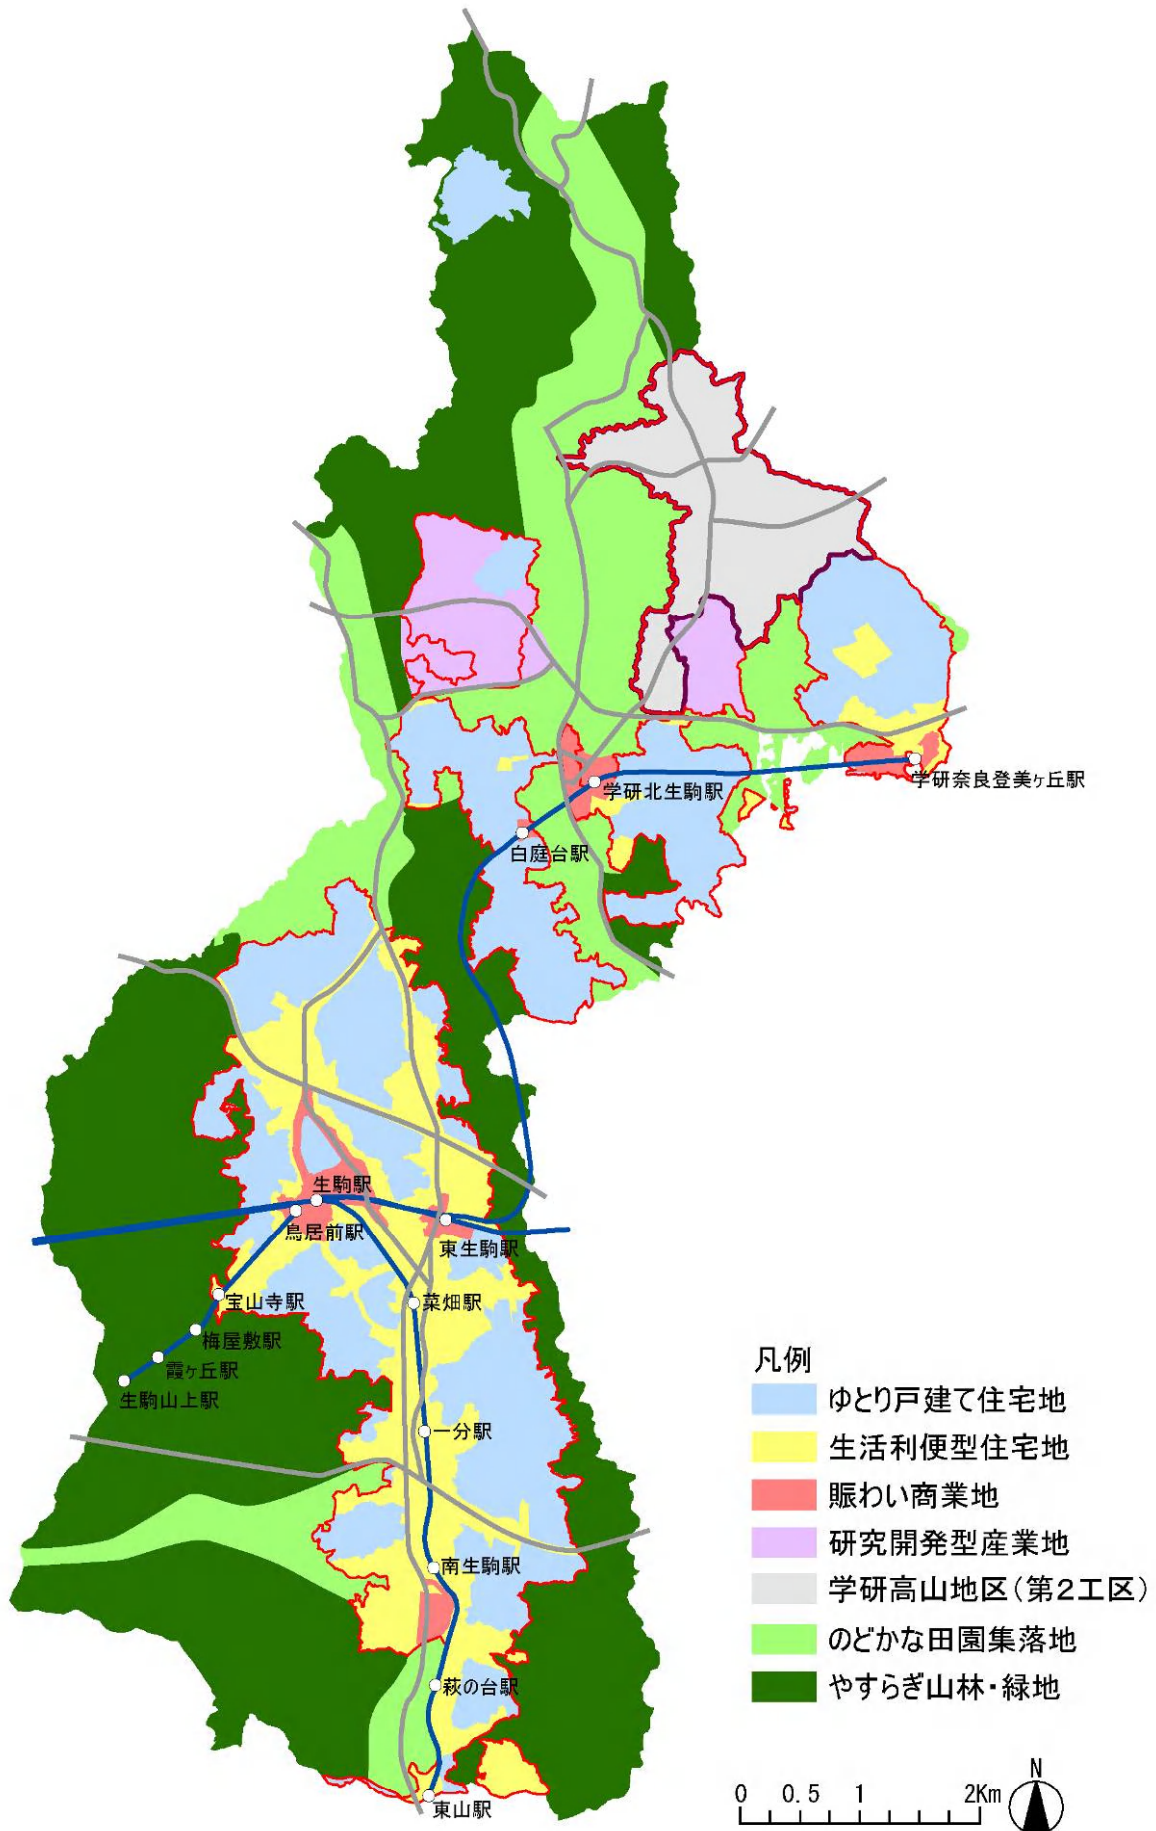 学研奈良登美ヶ丘駅
学研北生駒駅
白庭台駅
生駒駅
鳥居前駅
東生駒駅
宝山寺駅
菜畑駅
梅屋敷駅
霞ヶ丘駅
生駒山上駅
一分駅
南生駒駅
萩の台駅
東山駅
凡例
ゆとり戸建て住宅地
生活利便型住宅地
賑わい商業地
研究開発型産業地
学研高山地区(第2工区)
のどかな田園集落地
やすらぎ山林・緑地
N
0 0.5 1 2Km